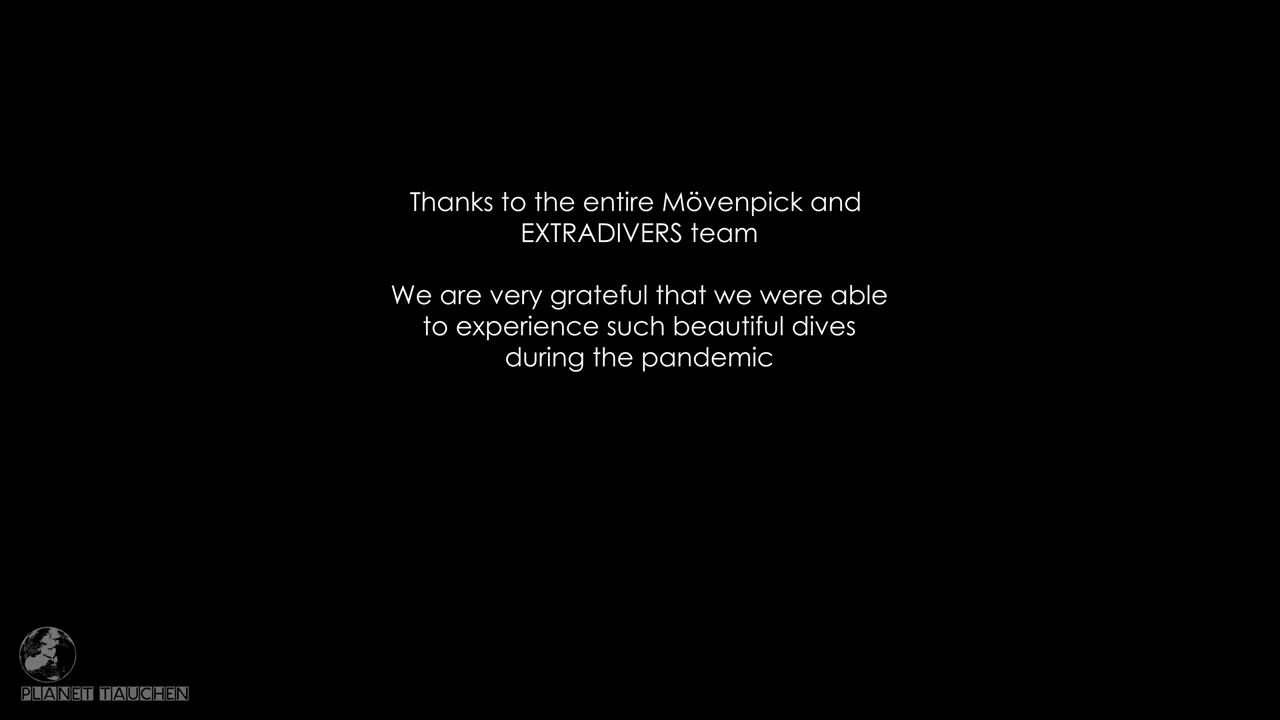 Thanks to the entire Mövenpick and
EXTRADIVERS team
We are very grateful that we were able
to experience such beautiful dives
during the pandemic
PLANET TAUCHEN